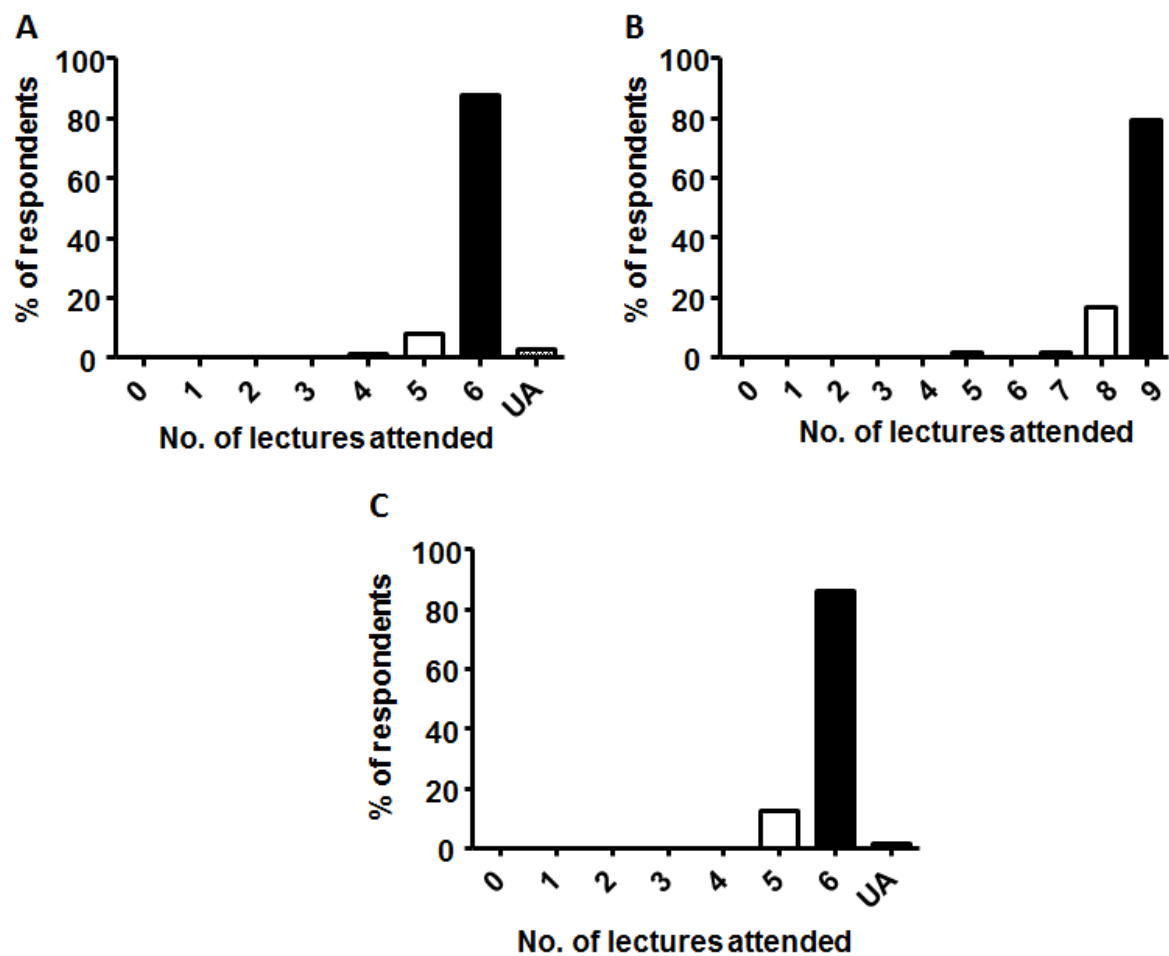 A
% of respondents
100
80
60
40
20
0
0 1 2 3 4 5 6 UA
No. of lectures attended
B
% of respondents
100
80
60
40
20
0
0 1 2 3 4 5 6 7 8 9
No. of lectures attended
C
% of respondents
100
80
60
40
20
0
0 1 2 3 4 5 6 UA
No. of lectures attended